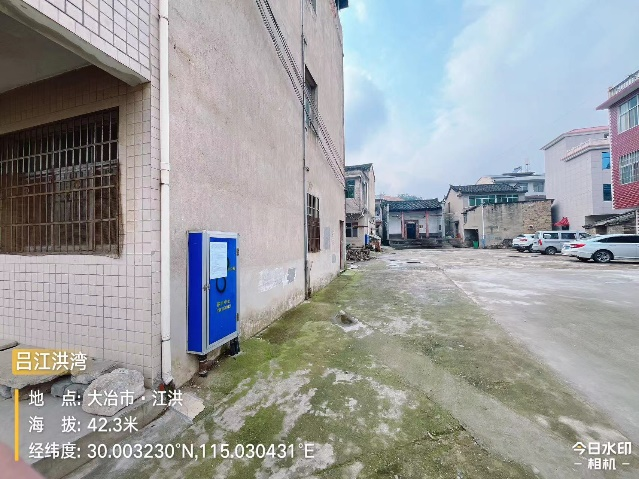 吕江洪湾
地 点: 大冶市·江洪
海 拔: 42.3米
经纬度: 30.003230°N,115.030431°E
今日水印
相机